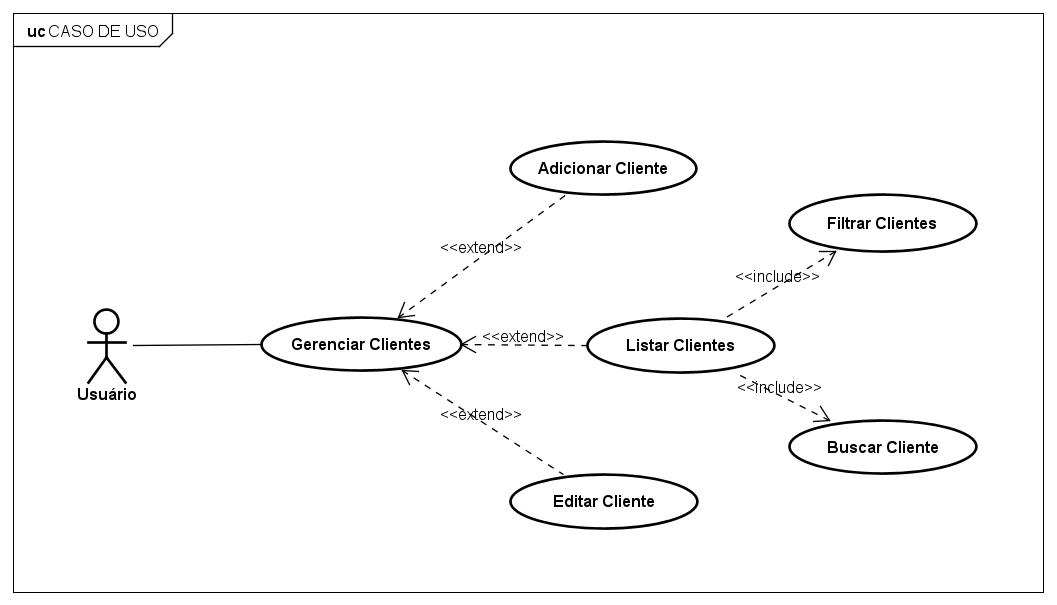 uc CASO DE USO
Adicionar Cliente
Filtrar Clientes
<<extend>>
<<include>>
Gerenciar Clientes
<<extend>>
Listar Clientes
Usuário
<<include>>
<<extend>>
Buscar Cliente
Editar Cliente